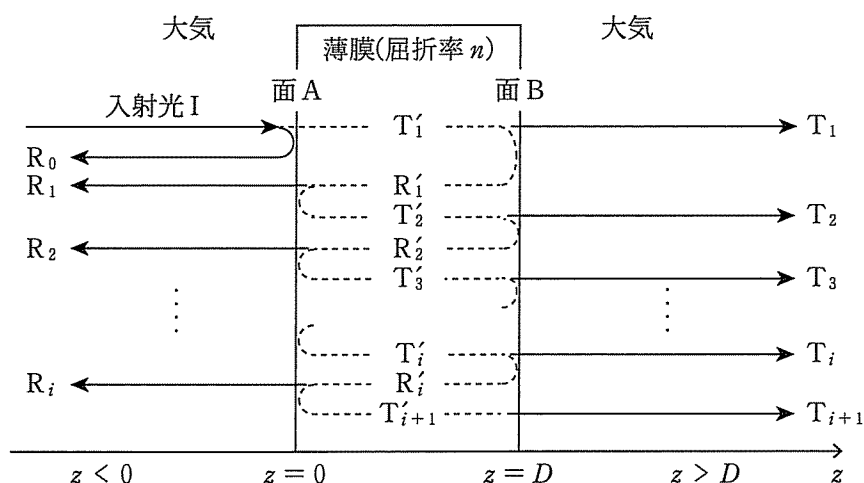 大気 大気
薄膜(屈折率 n)
面 A 面 B
入射光 I
T′₁ T₁
R₀
R₁ R′₁
T′₂ T₂
R₂ R′₂
T′₃ T₃
⋮ ⋮
T′ᵢ Tᵢ
Rᵢ R′ᵢ
T′ᵢ₊₁ Tᵢ₊₁
z < 0 z = 0 z = D z > D z